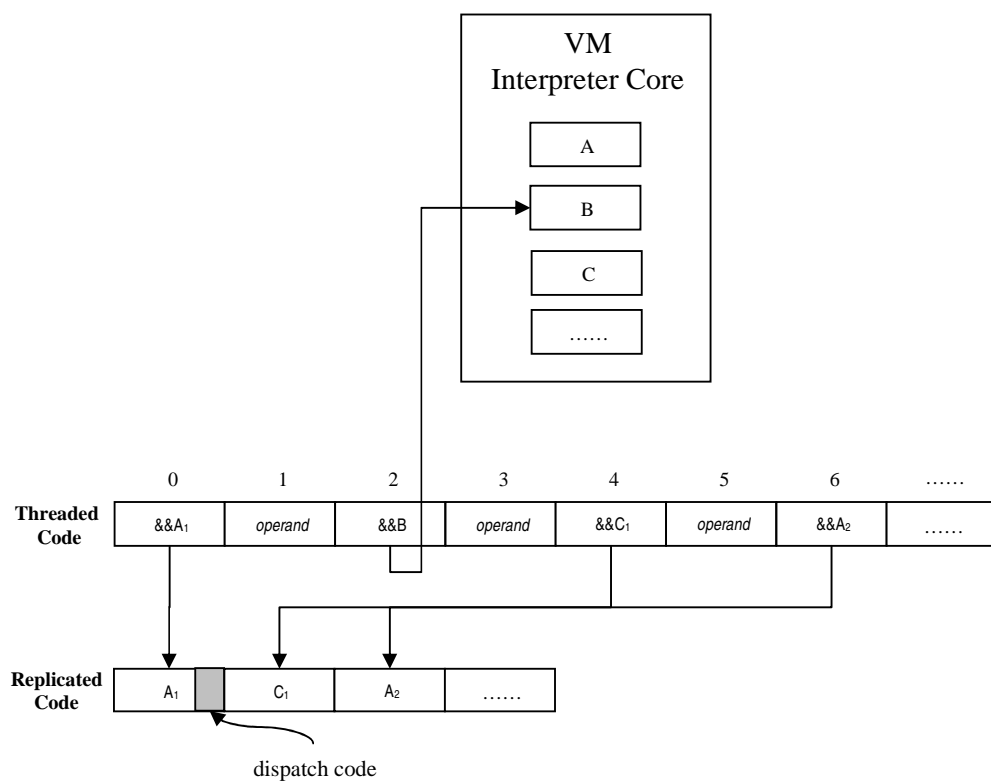 VM
Interpreter Core
A
B
C
……
0 1 2 3 4 5 6 ……
Threaded
Code
&&A₁ operand &&B operand &&C₁ operand &&A₂ ……
Replicated
Code
A₁ C₁ A₂ ……
dispatch code